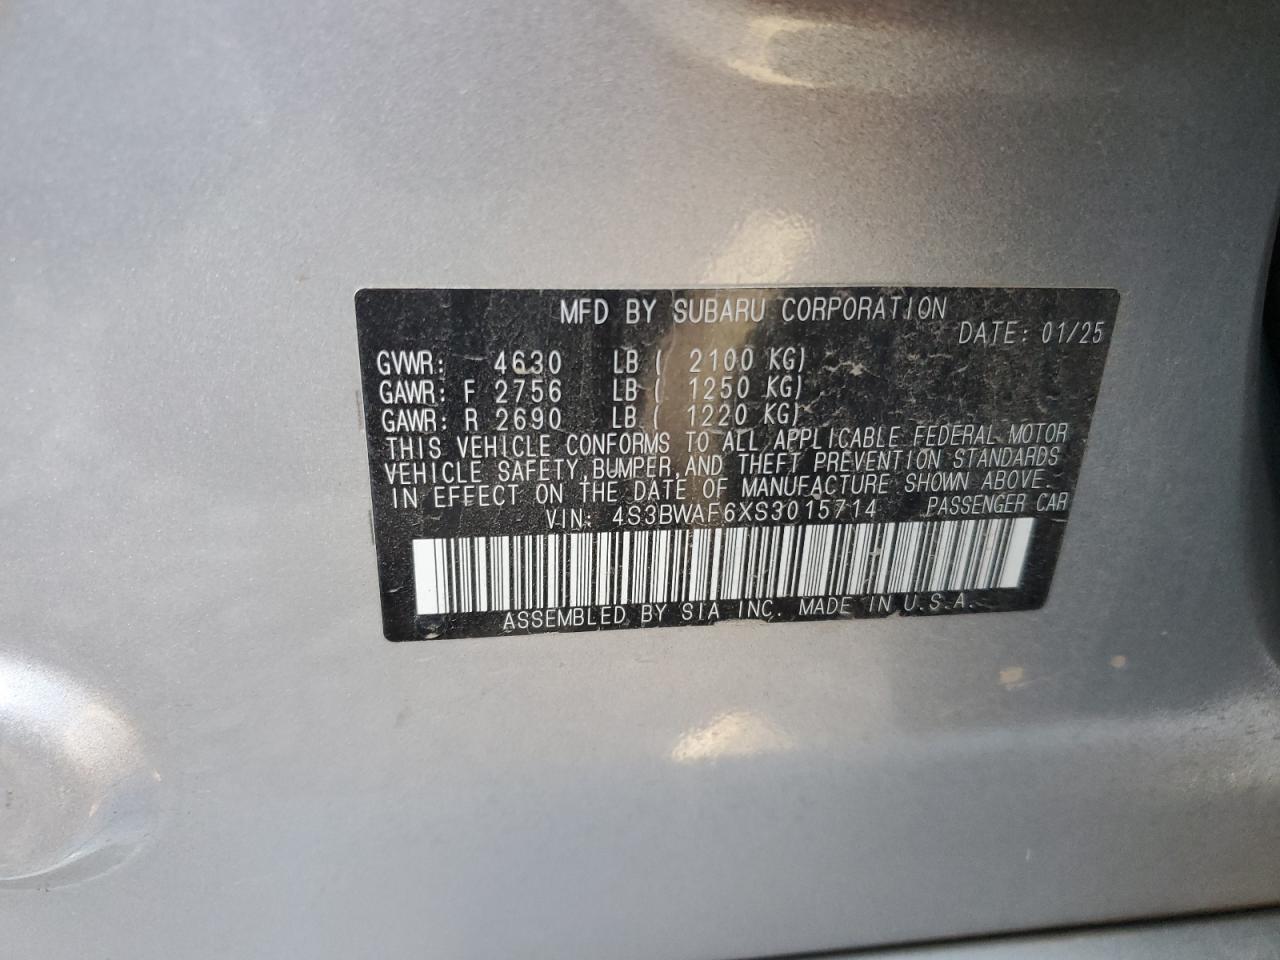 MFD BY SUBARU CORPORATION
DATE: 01/25
GVWR: 4630 LB ( 2100 KG)
GAWR: F 2756 LB ( 1250 KG)
GAWR: R 2690 LB ( 1220 KG)
THIS VEHICLE CONFORMS TO ALL APPLICABLE FEDERAL MOTOR
VEHICLE SAFETY, BUMPER, AND THEFT PREVENTION STANDARDS
IN EFFECT ON THE DATE OF MANUFACTURE SHOWN ABOVE.
VIN: 4S3BWAF6XS3015714 PASSENGER CAR
ASSEMBLED BY SIA INC. MADE IN U.S.A.